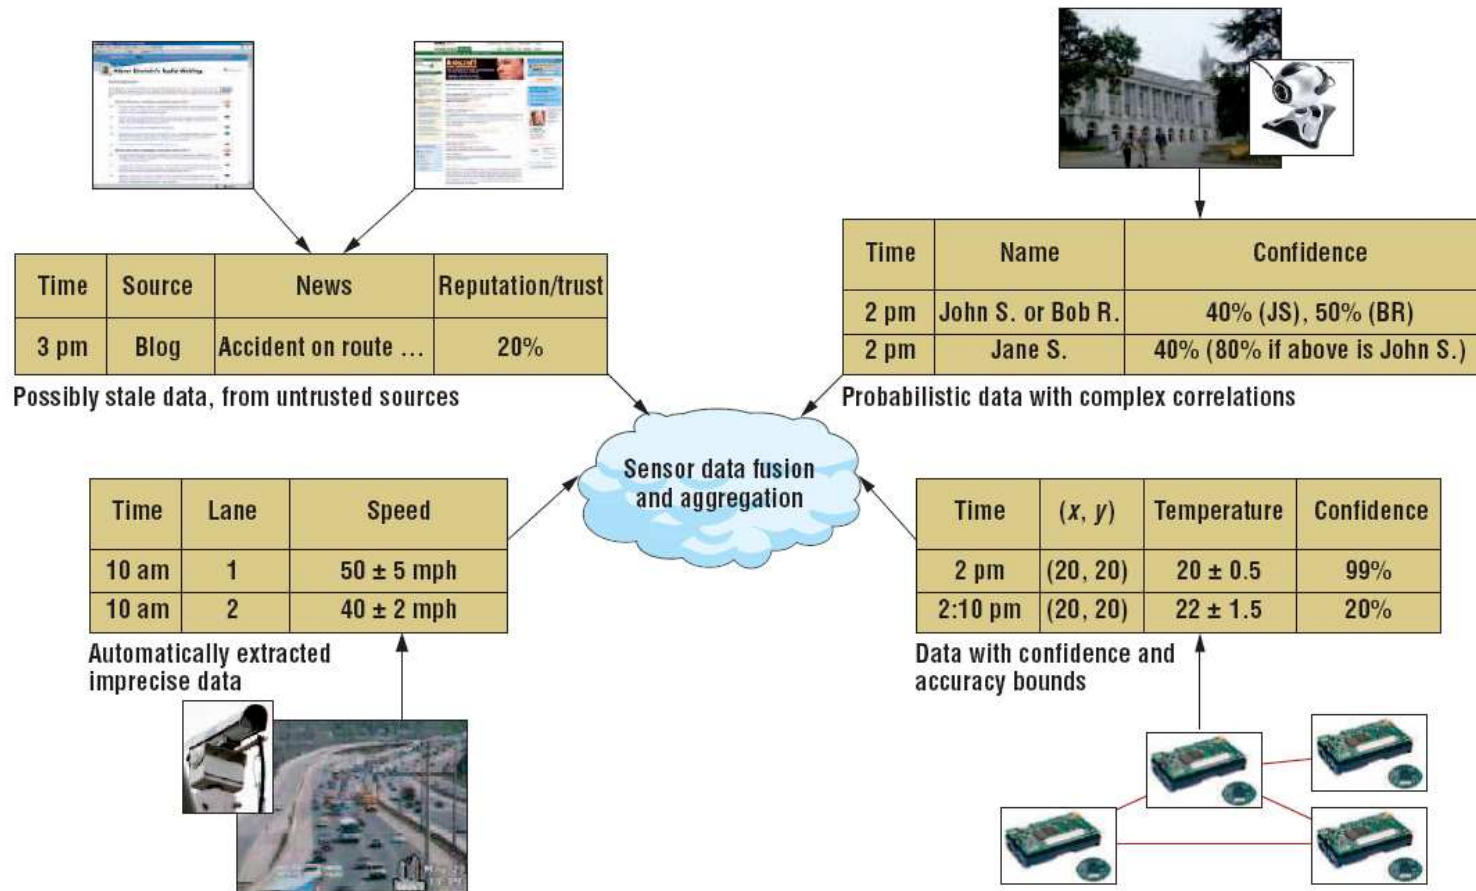 Time Source News Reputation/trust
3 pm Blog Accident on route ... 20%
Possibly stale data, from untrusted sources
Time Name Confidence
2 pm John S. or Bob R. 40% (JS), 50% (BR)
2 pm Jane S. 40% (80% if above is John S.)
Probabilistic data with complex correlations
Sensor data fusion
and aggregation
Time Lane Speed
10 am 1 50 ± 5 mph
10 am 2 40 ± 2 mph
Automatically extracted
imprecise data
Time (x, y) Temperature Confidence
2 pm (20, 20) 20 ± 0.5 99%
2:10 pm (20, 20) 22 ± 1.5 20%
Data with confidence and
accuracy bounds